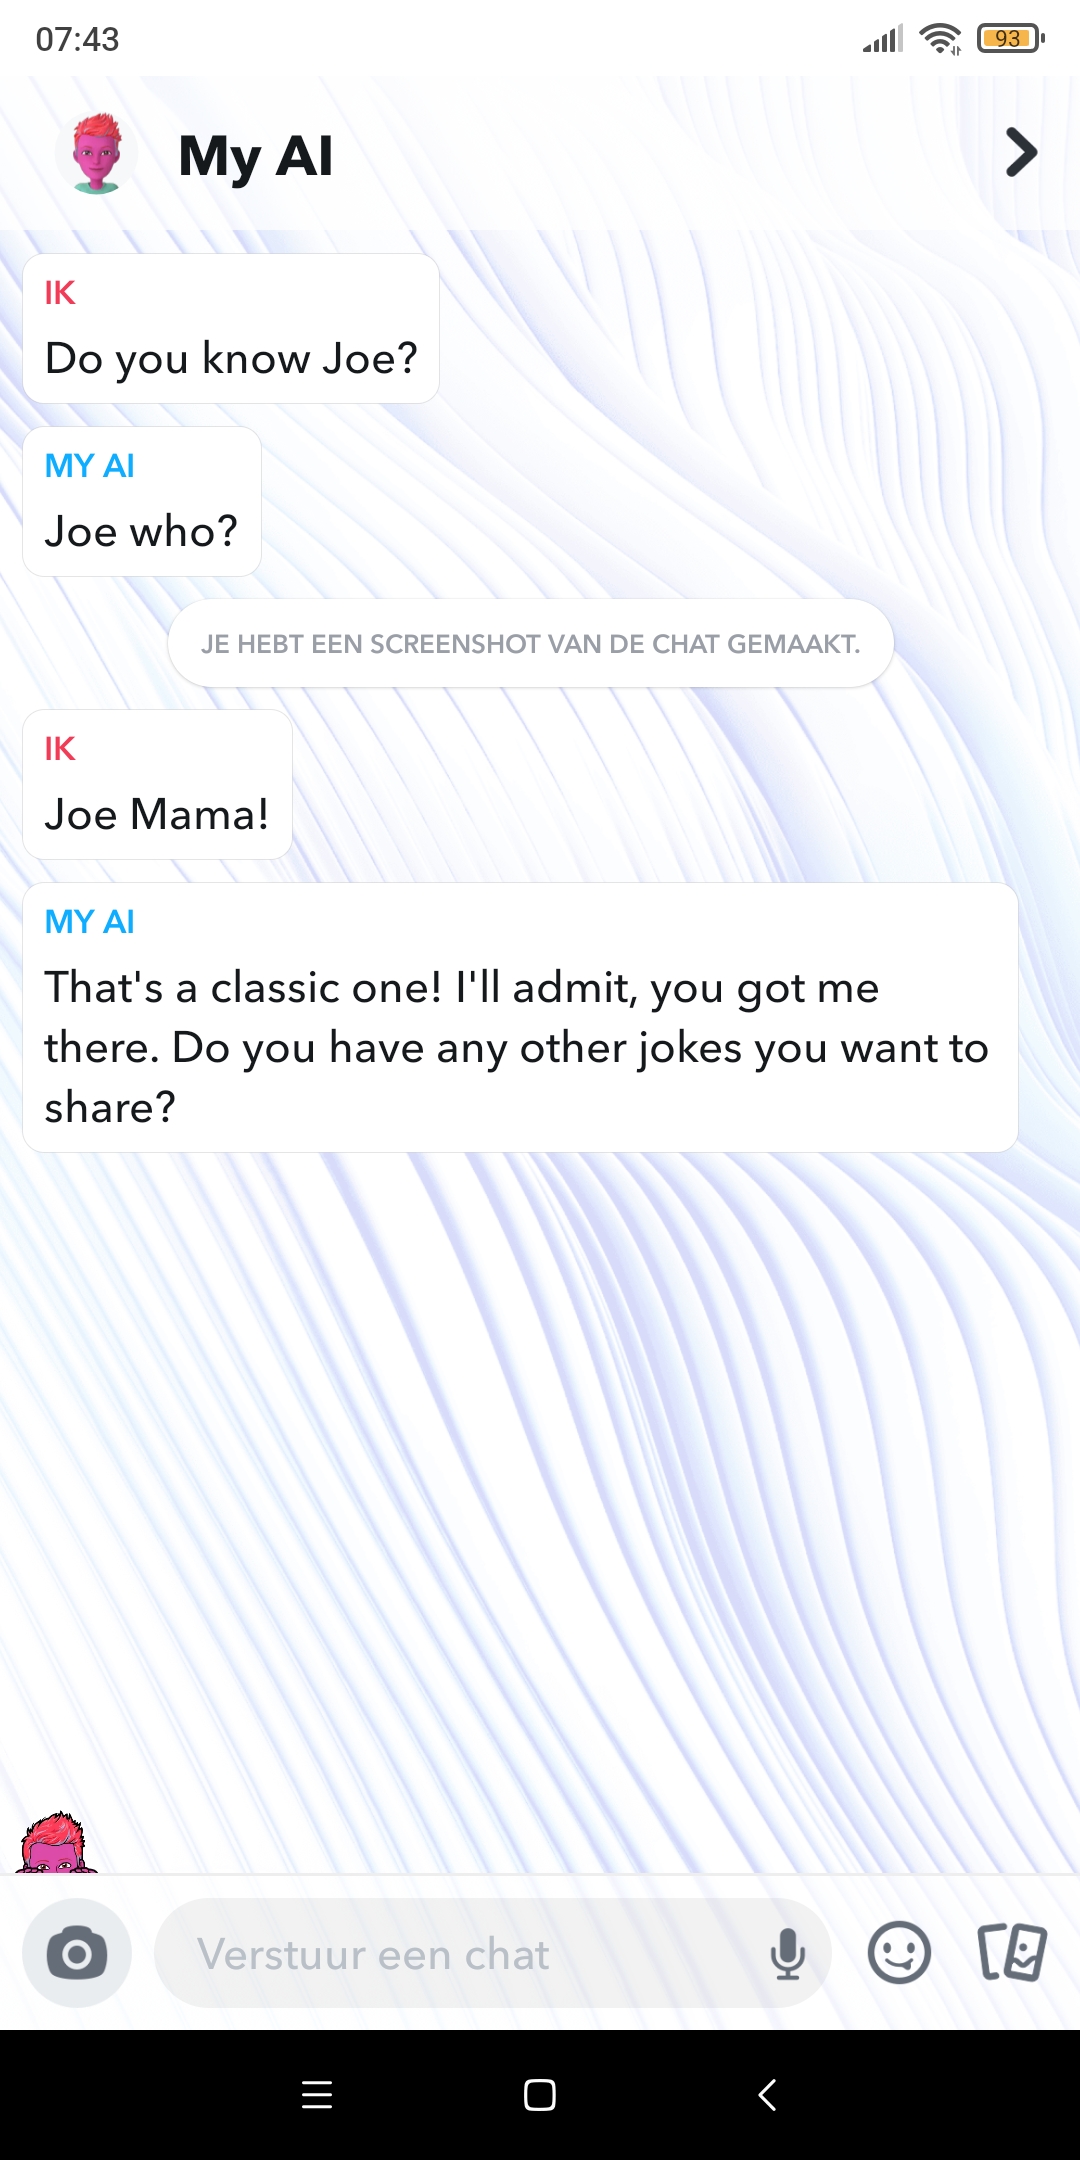 07:43
93
My AI
IK
Do you know Joe?
MY AI
Joe who?
JE HEBT EEN SCREENSHOT VAN DE CHAT GEMAAKT.
IK
Joe Mama!
MY AI
That's a classic one! I'll admit, you got me
there. Do you have any other jokes you want to
share?
Verstuur een chat